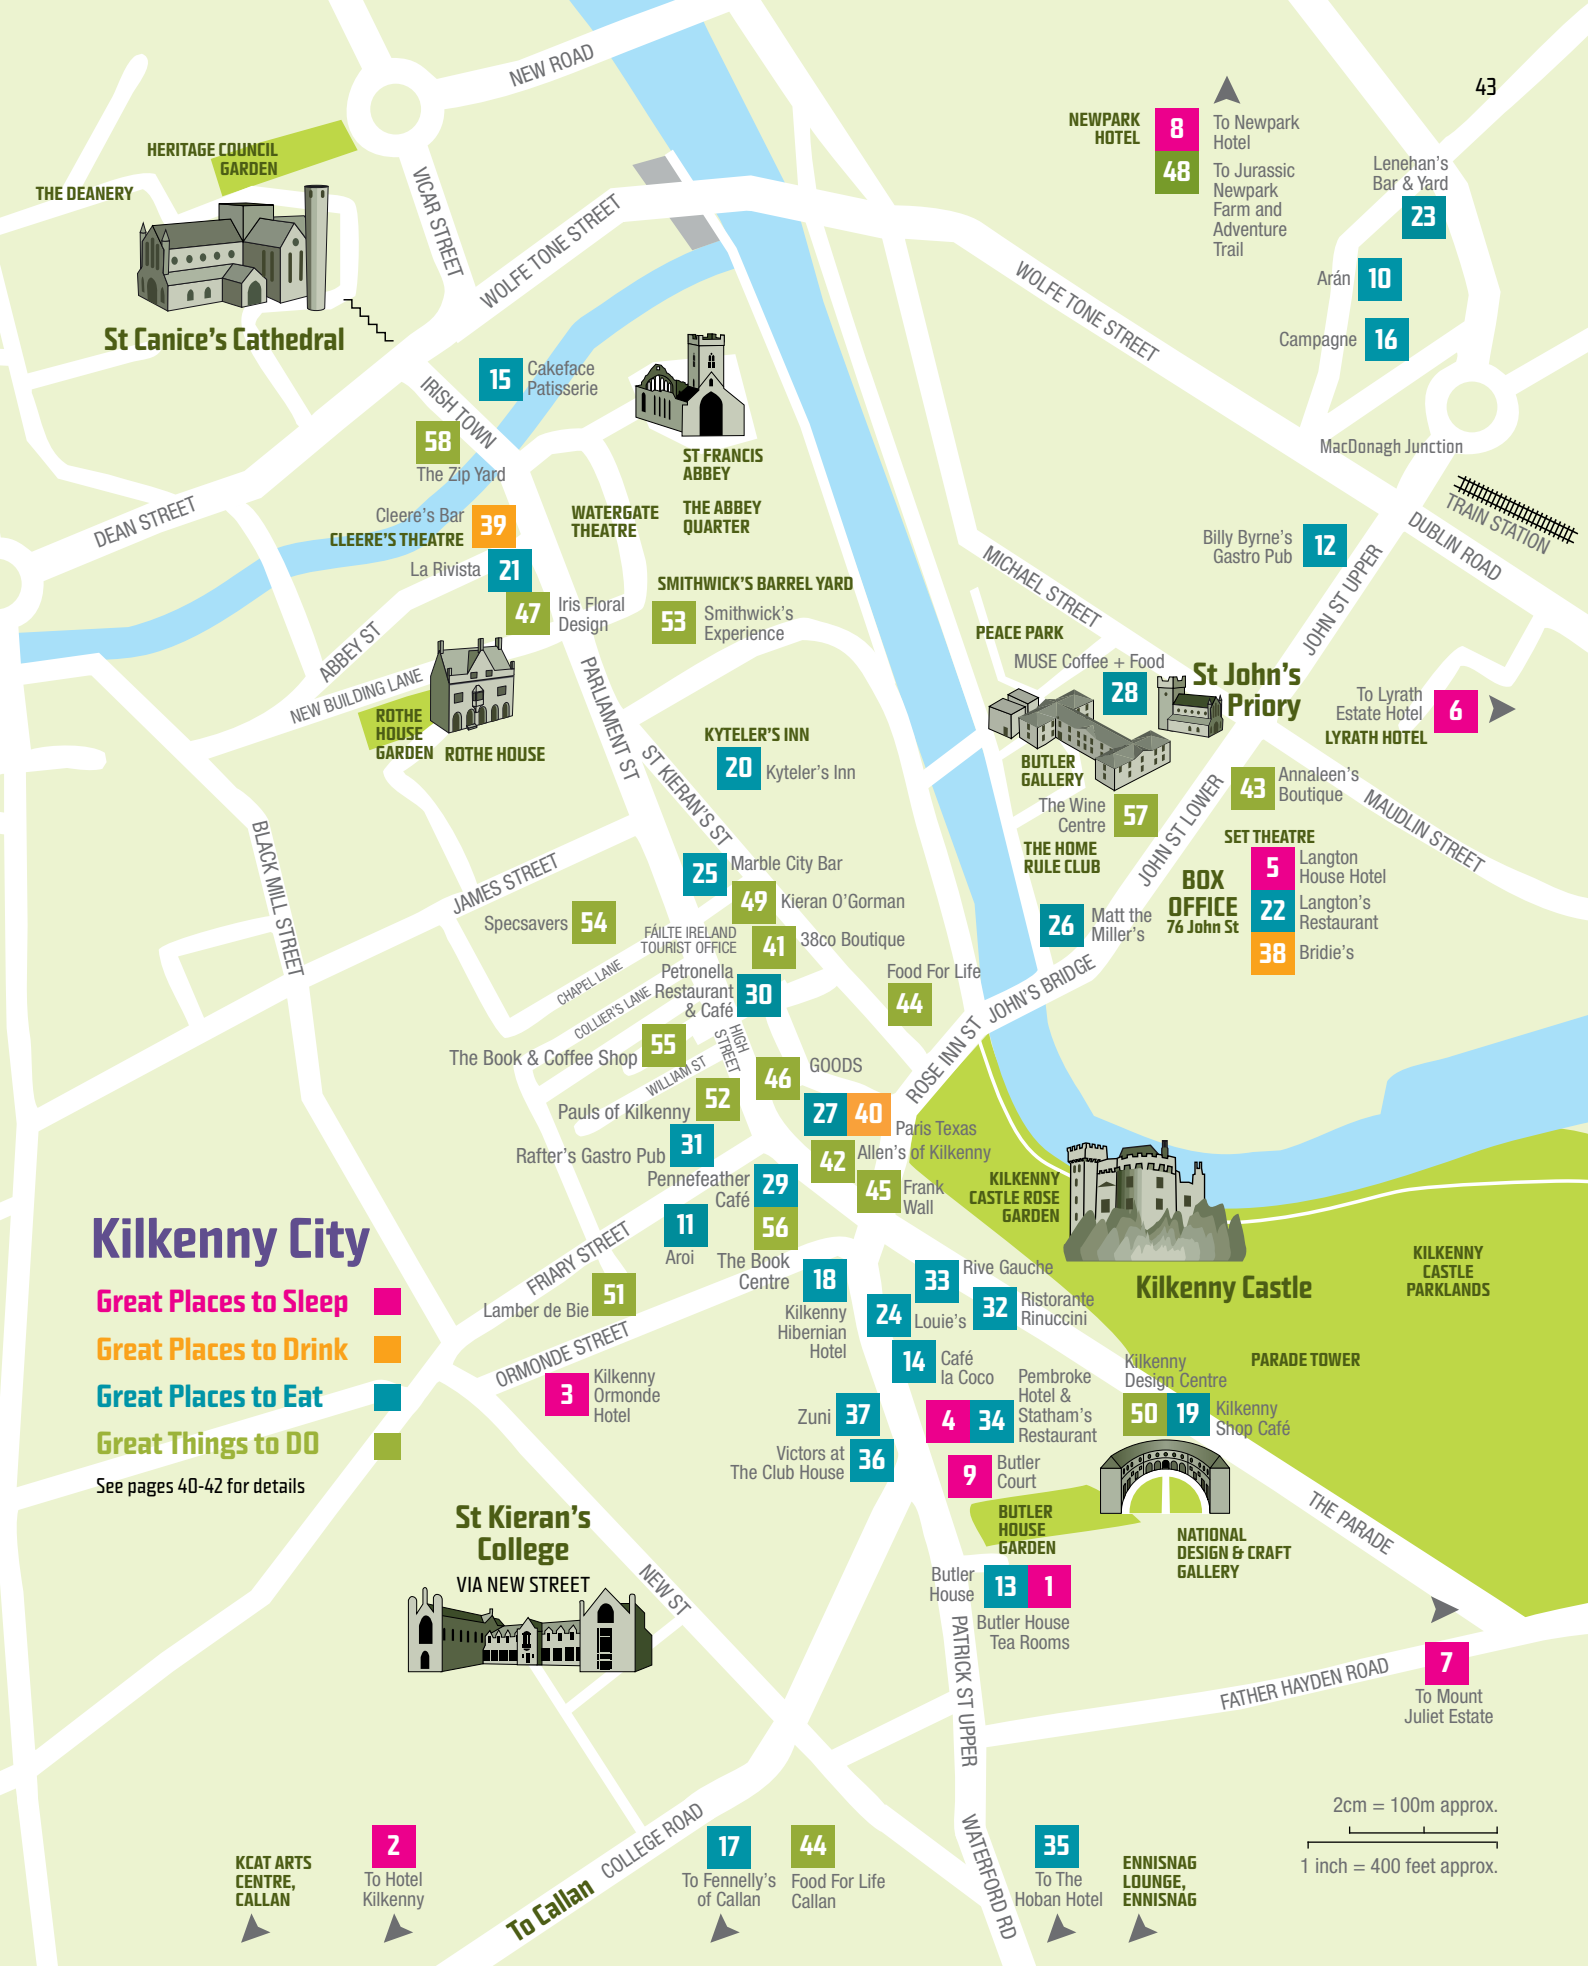 43
NEW ROAD
HERITAGE COUNCIL
GARDEN
THE DEANERY
VICAR STREET
WOLFE TONE STREET
St Canice's Cathedral
NEWPARK
HOTEL
8
To Newpark
Hotel
48
To Jurassic
Newpark
Farm and
Adventure
Trail
Lenehan's
Bar & Yard
23
Arán
10
Campagne
16
WOLFE TONE STREET
MacDonagh Junction
TRAIN STATION
DUBLIN ROAD
15
Cakeface
Patisserie
IRISH TOWN
58
The Zip Yard
ST FRANCIS
ABBEY
THE ABBEY
QUARTER
WATERGATE
THEATRE
DEAN STREET
Cleere's Bar
CLEERE'S THEATRE
39
La Rivista
21
47
Iris Floral
Design
SMITHWICK'S BARREL YARD
53
Smithwick's
Experience
Billy Byrne's
Gastro Pub
12
JOHN ST UPPER
MICHAEL STREET
PEACE PARK
MUSE Coffee + Food
28
St John's
Priory
To Lyrath
Estate Hotel
6
LYRATH HOTEL
ABBEY ST
NEW BUILDING LANE
ROTHE
HOUSE
GARDEN
ROTHE HOUSE
PARLIAMENT ST
ST KIERAN'S ST
KYTELER'S INN
20
Kyteler's Inn
BUTLER
GALLERY
The Wine
Centre
57
THE HOME
RULE CLUB
JOHN ST LOWER
43
Annaleen's
Boutique
MAUDLIN STREET
SET THEATRE
5
Langton
House Hotel
BOX
OFFICE
76 John St
22
Langton's
Restaurant
38
Bridie's
26
Matt the
Miller's
BLACK MILL STREET
JAMES STREET
25
Marble City Bar
49
Kieran O'Gorman
Specsavers
54
FÁILTE IRELAND
TOURIST OFFICE
41
38co Boutique
CHAPEL LANE
COLLIER'S LANE
Petronella
Restaurant
& Café
30
Food For Life
44
JOHN'S BRIDGE
ROSE INN ST
HIGH
STREET
The Book & Coffee Shop
55
WILLIAM ST
46
GOODS
Pauls of Kilkenny
52
27
40
Paris Texas
Rafter's Gastro Pub
31
42
Allen's of Kilkenny
Pennefeather
Café
29
45
Frank
Wall
KILKENNY
CASTLE ROSE
GARDEN
11
Aroi
56
The Book
Centre
FRIARY STREET
18
Kilkenny
Hibernian
Hotel
33
Rive Gauche
24
Louie's
32
Ristorante
Rinuccini
Kilkenny Castle
KILKENNY
CASTLE
PARKLANDS
Lamber de Bie
51
ORMONDE STREET
3
Kilkenny
Ormonde
Hotel
14
Café
la Coco
Kilkenny
Design Centre
PARADE TOWER
50
19
Kilkenny
Shop Café
Zuni
37
4
34
Pembroke
Hotel &
Statham's
Restaurant
Victors at
The Club House
36
9
Butler
Court
BUTLER
HOUSE
GARDEN
NATIONAL
DESIGN & CRAFT
GALLERY
THE PARADE
Kilkenny City
Great Places to Sleep
Great Places to Drink
Great Places to Eat
Great Things to DO
See pages 40-42 for details
St Kieran's
College
VIA NEW STREET
NEW ST
Butler
House
13
1
Butler House
Tea Rooms
PATRICK ST UPPER
FATHER HAYDEN ROAD
7
To Mount
Juliet Estate
2cm = 100m approx.
1 inch = 400 feet approx.
KCAT ARTS
CENTRE,
CALLAN
2
To Hotel
Kilkenny
To Callan
COLLEGE ROAD
17
To Fennelly's
of Callan
44
Food For Life
Callan
WATERFORD RD
35
To The
Hoban Hotel
ENNISNAG
LOUNGE,
ENNISNAG